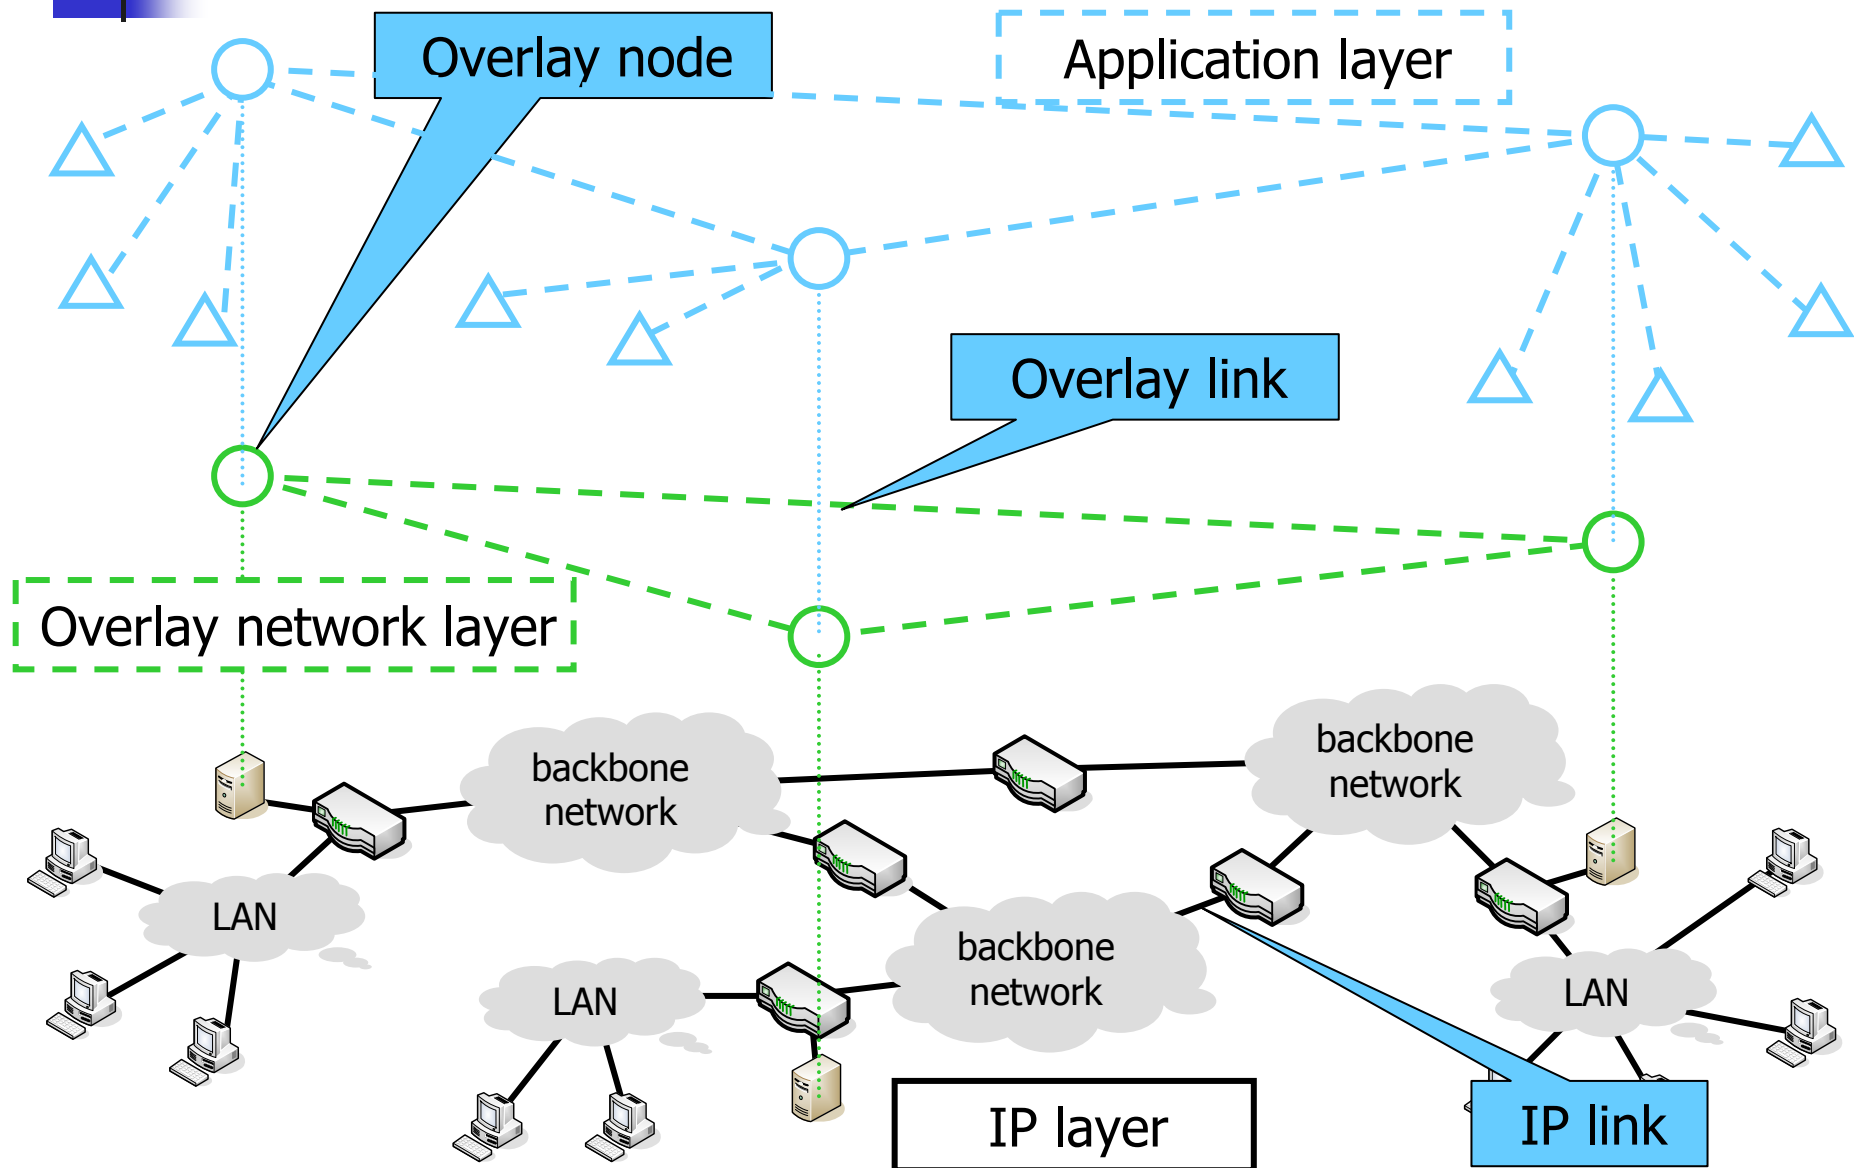 Overlay node
Application layer
Overlay link
Overlay network layer
backbone
network
backbone
network
LAN
backbone
network
LAN
LAN
IP layer
IP link